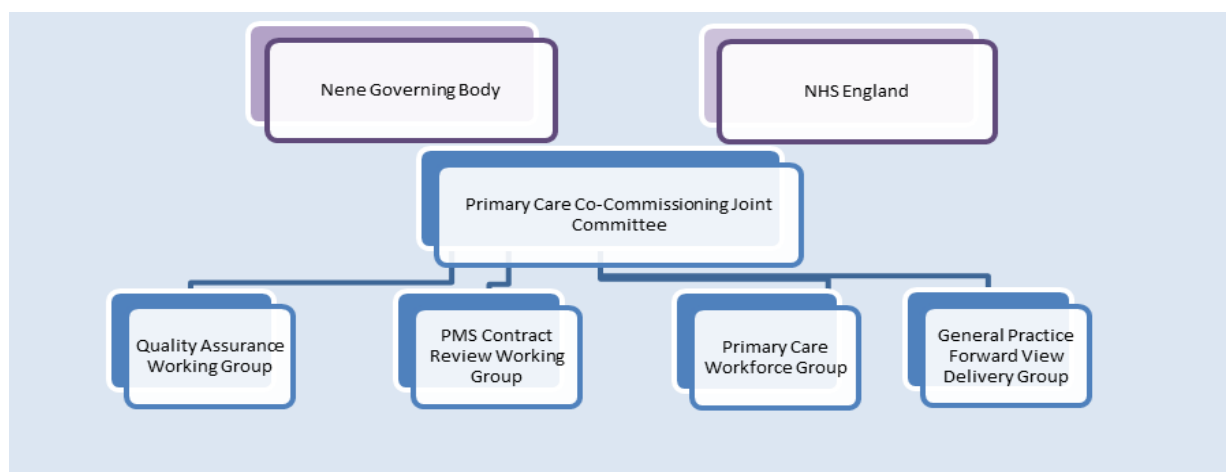 Nene Governing Body
NHS England
Primary Care Co-Commissioning Joint
Committee
Quality Assurance
Working Group
PMS Contract
Review Working
Group
Primary Care
Workforce Group
General Practice
Forward View
Delivery Group